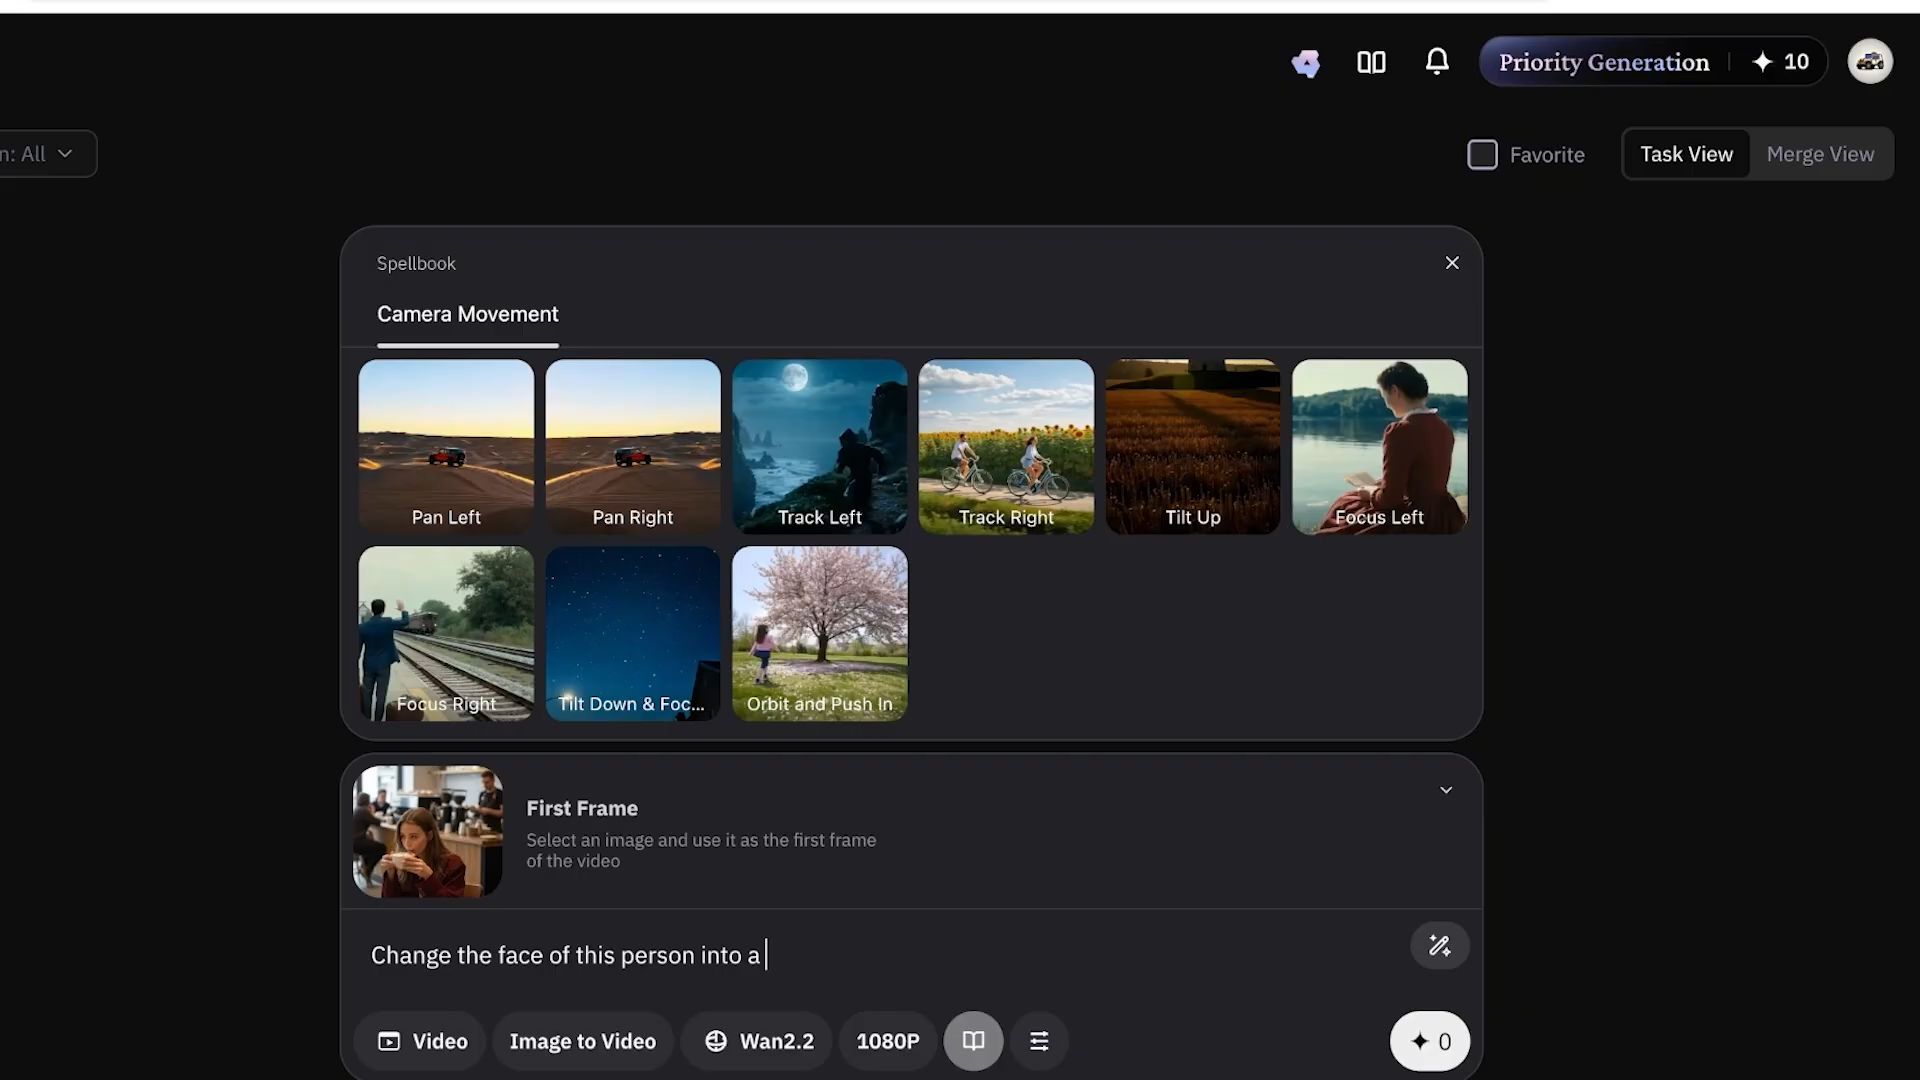 Priority Generation 10
n: All
Favorite
Task View
Merge View
Spellbook
Camera Movement
Pan Left
Pan Right
Track Left
Track Right
Tilt Up
Focus Left
Focus Right
Tilt Down & Foc...
Orbit and Push In
First Frame
Select an image and use it as the first frame
of the video
Change the face of this person into a
Video
Image to Video
Wan2.2
1080P
0